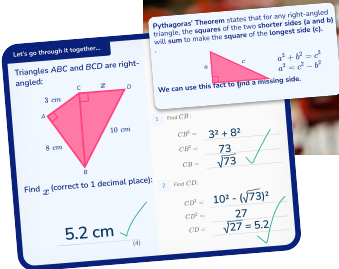 Let's go through it together...
Triangles ABC and BCD are right-
angled:
C
x
D
3 cm
A
10 cm
8 cm
B
Find x (correct to 1 decimal place):
5.2 cm
(4)
Pythagoras' Theorem states that for any right-angled
triangle, the squares of the two shorter sides (a and b)
will sum to make the square of the longest side (c).
a
c
a² + b² = c²
We can use this fact to find a missing side.
1 Find CB:
CB² = 3² + 8²
CB² = 73
CB = √73
2 Find CD:
CD² = 10² - (√73)²
CD² = 27
CD = √27 = 5.2